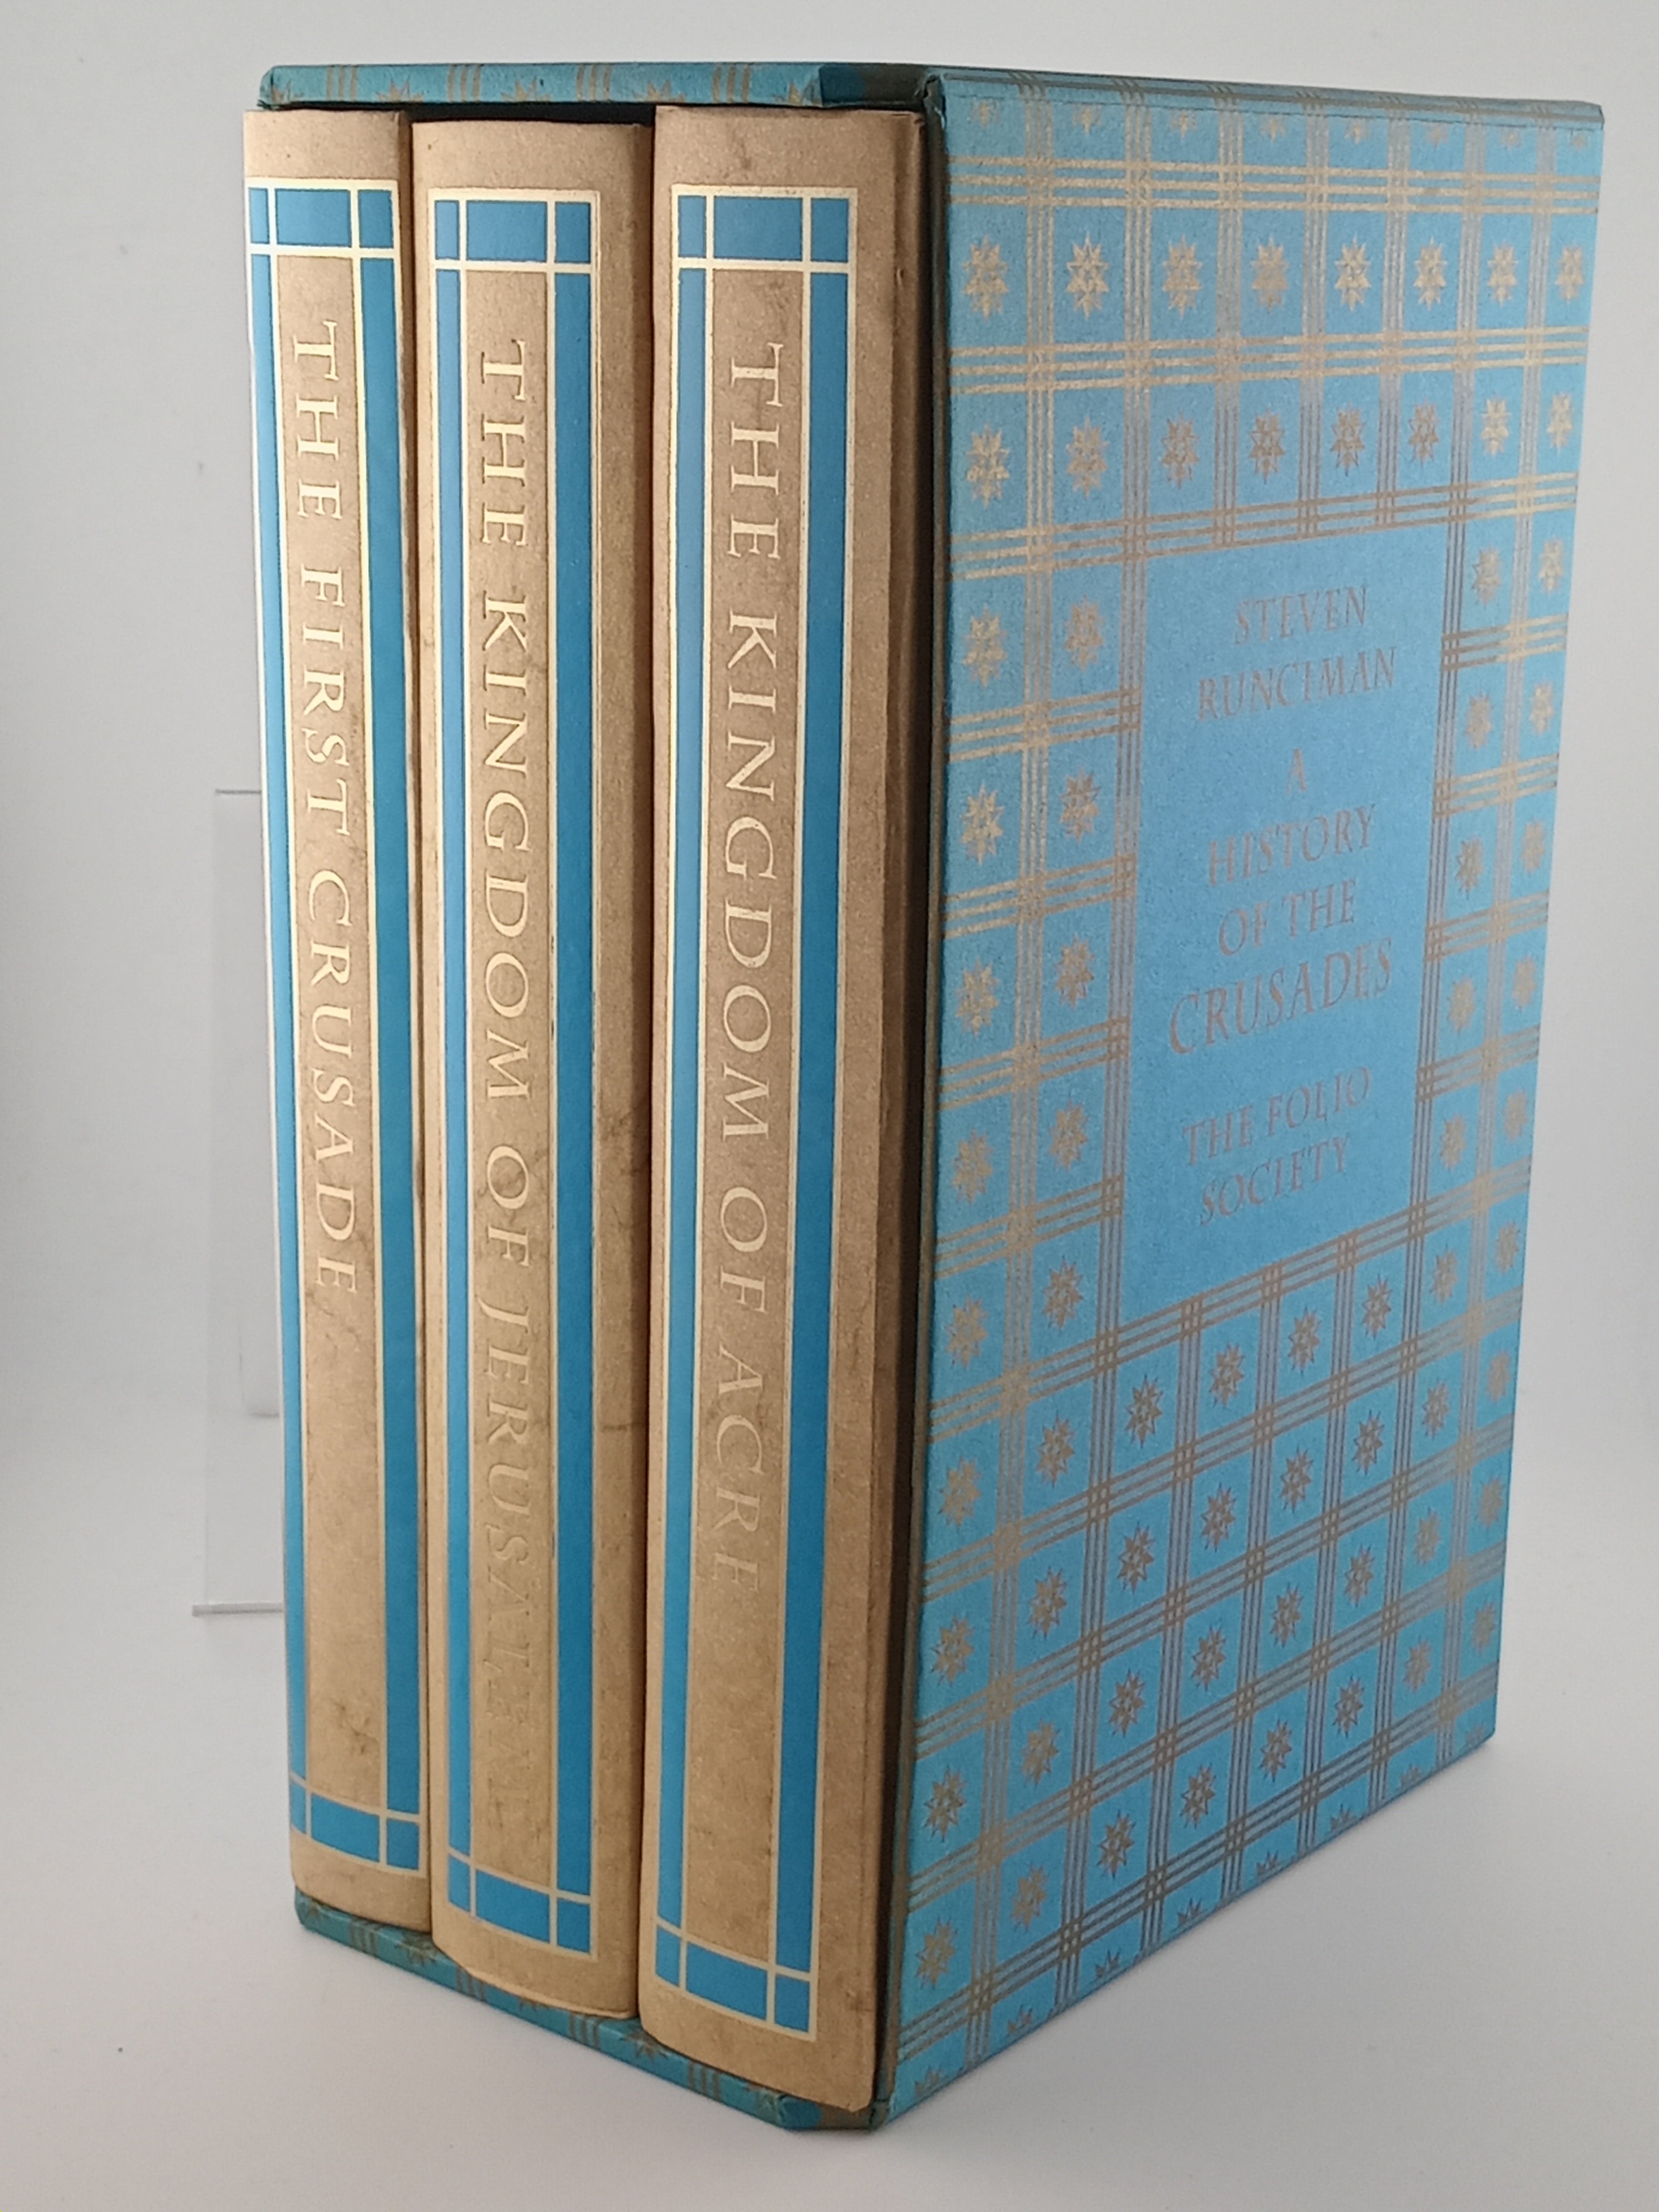 THE FIRST CRUSADE
THE KINGDOM OF JERUSALEM
THE KINGDOM OF ACRE
STEVEN
RUNCIMAN
A
HISTORY
OF THE
CRUSADES
THE FOLIO
SOCIETY